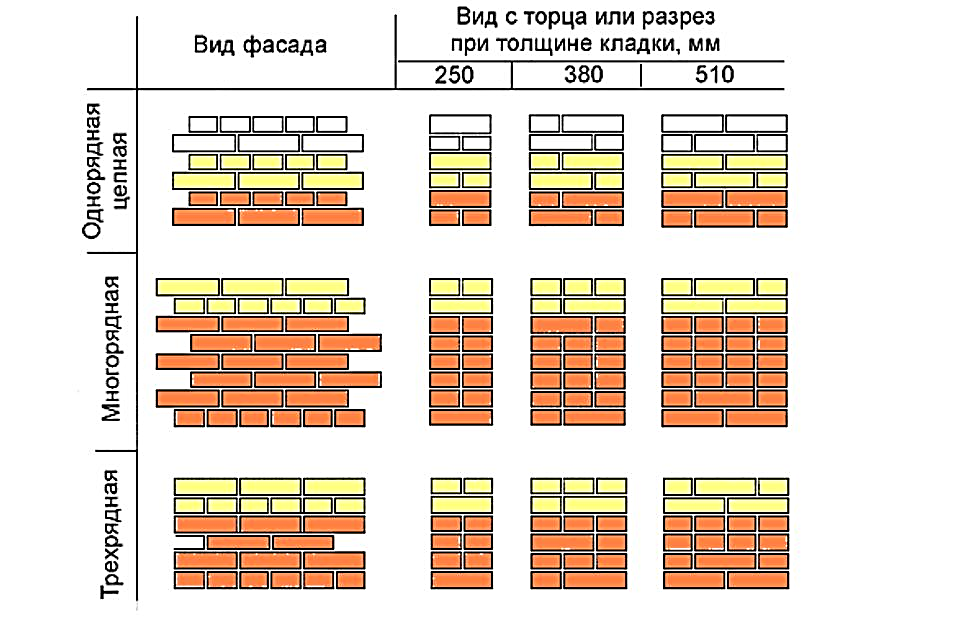 Вид фасада
Вид с торца или разрез
при толщине кладки, мм
250
380
510
Однорядная
цепная
Многорядная
Трехрядная